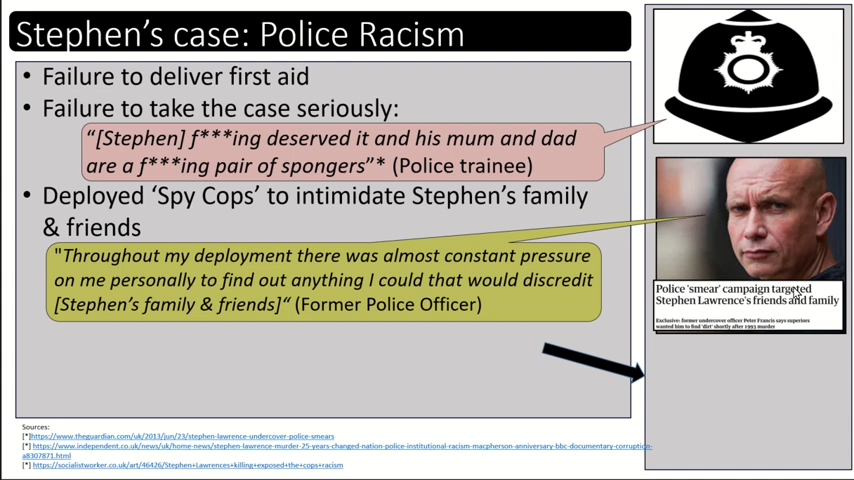 Stephen's case: Police Racism
• Failure to deliver first aid
• Failure to take the case seriously:
"[Stephen] f***ing deserved it and his mum and dad
are a f***ing pair of spongers"* (Police trainee)
• Deployed 'Spy Cops' to intimidate Stephen's family
& friends
"Throughout my deployment there was almost constant pressure
on me personally to find out anything I could that would discredit
[Stephen's family & friends]" (Former Police Officer)
Police 'smear' campaign targeted
Stephen Lawrence's friends and family
Exclusive: former undercover officer Peter Francis says superiors
wanted him to find 'dirt' shortly after 1993 murder
Sources:
[*]https://www.theguardian.com/uk/2013/jun/23/stephen-lawrence-undercover-police-smears
[*] https://www.independent.co.uk/news/uk/home-news/stephen-lawrence-murder-25-years-changed-nation-police-institutional-racism-macpherson-anniversary-bbc-documentary-corruption-
a8307871.html
[*] https://socialistworker.co.uk/art/46426/Stephen+Lawrences+killing+exposed+the+cops+racism